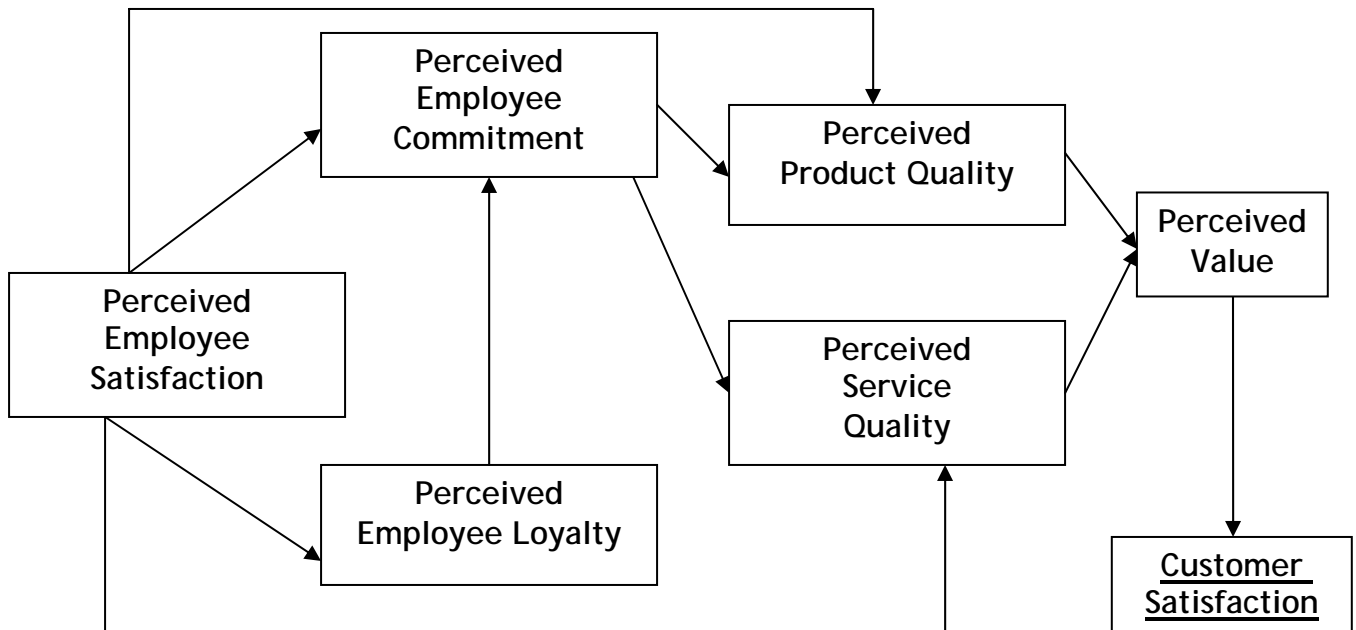 Perceived
Employee
Commitment
Perceived
Product Quality
Perceived
Value
Perceived
Employee
Satisfaction
Perceived
Service
Quality
Perceived
Employee Loyalty
Customer
Satisfaction